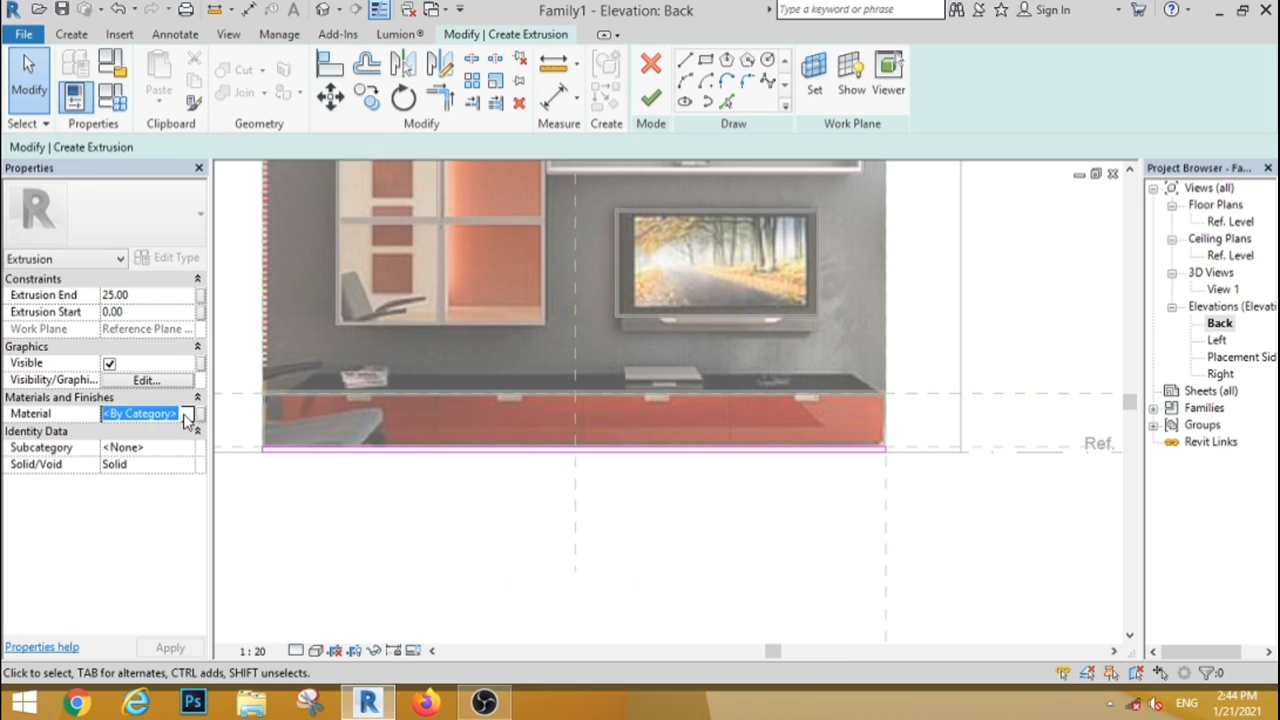 Family1 - Elevation: Back
Type a keyword or phrase
Sign In
File
Create
Insert
Annotate
View
Manage
Add-Ins
Lumion®
Modify | Create Extrusion
Modify
Paste
Cut
Join
Set
Show
Viewer
Select
Properties
Clipboard
Geometry
Modify
Measure
Create
Mode
Draw
Work Plane
Modify | Create Extrusion
Properties
Extrusion
Edit Type
Constraints
Extrusion End 25.00
Extrusion Start 0.00
Work Plane Reference Plane ...
Graphics
Visible
Visibility/Graphi... Edit...
Materials and Finishes
Material <By Category>
Identity Data
Subcategory <None>
Solid/Void Solid
Properties help
Apply
Ref.
1 : 20
Project Browser - Fa...
Views (all)
Floor Plans
Ref. Level
Ceiling Plans
Ref. Level
3D Views
View 1
Elevations (Elevation
Back
Left
Placement Sid
Right
Sheets (all)
Families
Groups
Revit Links
Click to select, TAB for alternates, CTRL adds, SHIFT unselects.
:0
Ps
ENG
2:44 PM
1/21/2021